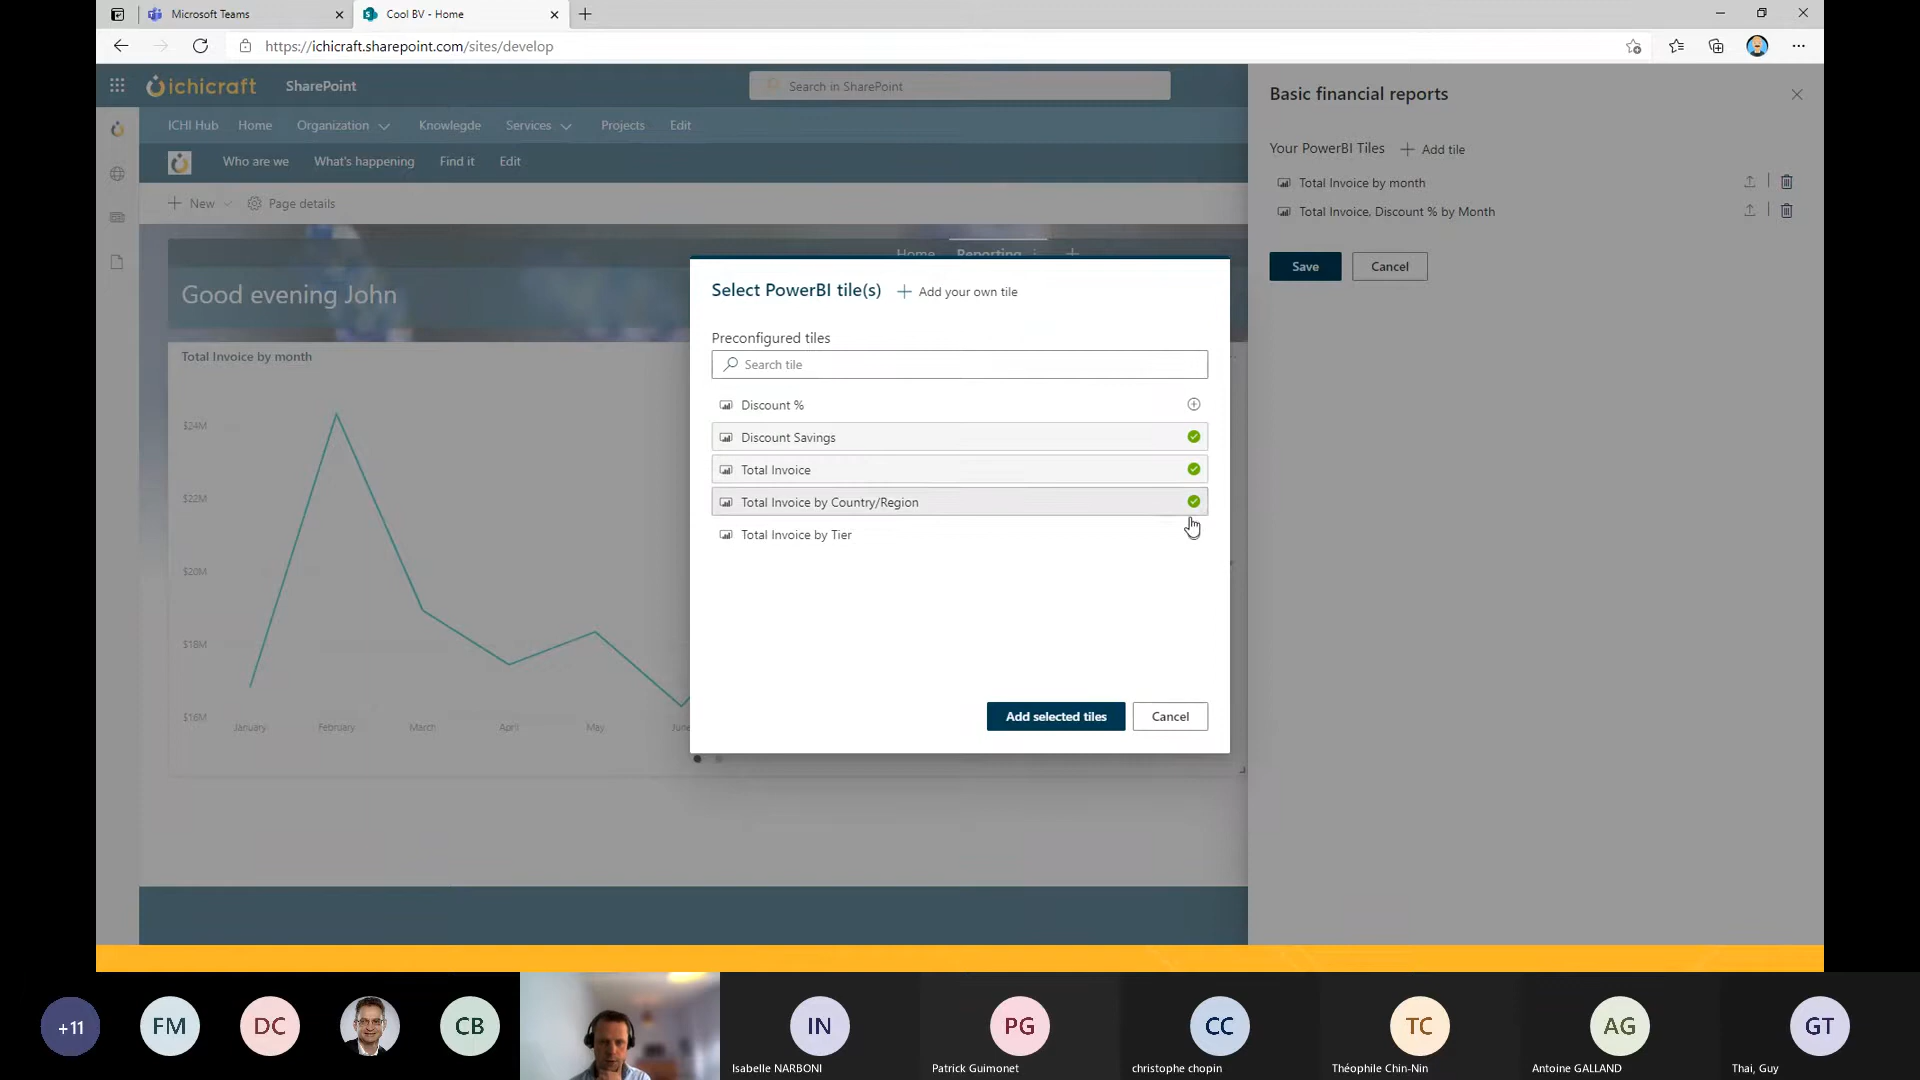 Microsoft Teams
Cool BV - Home
https://ichicraft.sharepoint.com/sites/develop
ichicraft
SharePoint
Search in SharePoint
ICHI Hub
Home
Organization
Knowlegde
Services
Projects
Edit
Who are we
What's happening
Find it
Edit
New
Page details
Home
Reporting
Good evening John
Total Invoice by month
$24M
$22M
$20M
$18M
$16M
January
February
March
April
May
June
Select PowerBI tile(s)
Add your own tile
Preconfigured tiles
Search tile
Discount %
Discount Savings
Total Invoice
Total Invoice by Country/Region
Total Invoice by Tier
Add selected tiles
Cancel
Basic financial reports
Your PowerBI Tiles
Add tile
Total Invoice by month
Total Invoice, Discount % by Month
Save
Cancel
+11
FM
DC
CB
IN
Isabelle NARBONI
PG
Patrick Guimonet
CC
christophe chopin
TC
Théophile Chin-Nin
AG
Antoine GALLAND
GT
Thai, Guy